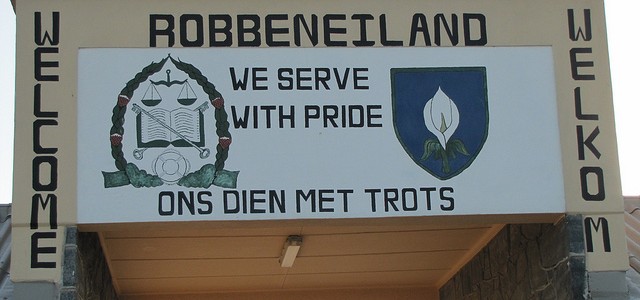 ROBBENEILAND
WELCOME
WE SERVE
WITH PRIDE
ONS DIEN MET TROTS
WELKOM